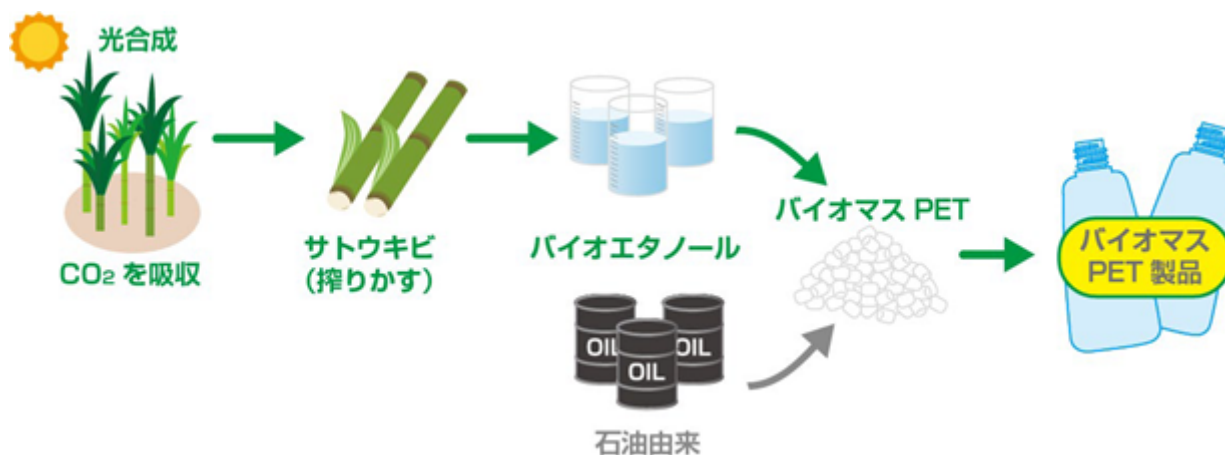 光合成
CO₂ を吸収
サトウキビ
(搾りかす)
バイオエタノール
OIL
OIL
OIL
石油由来
バイオマス PET
バイオマス
PET 製品